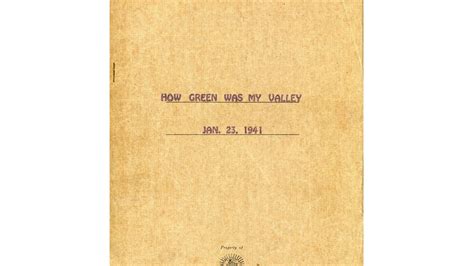 HOW GREEN WAS MY VALLEY
JAN. 23, 1941
Property of